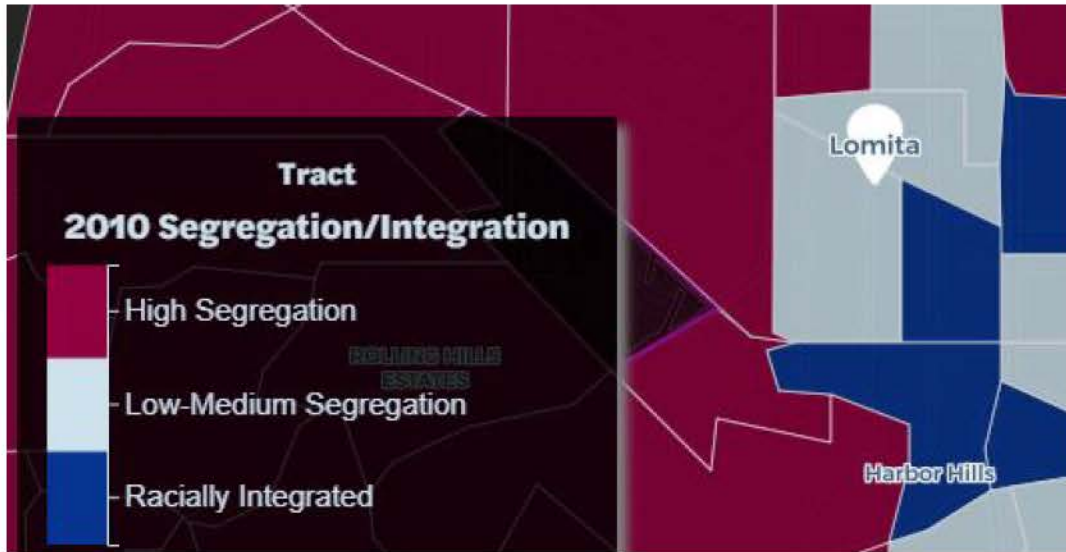 Lomita
Tract
2010 Segregation/Integration
High Segregation
ROLLING HILLS
ESTATES
Low-Medium Segregation
Harbor Hills
Racially Integrated